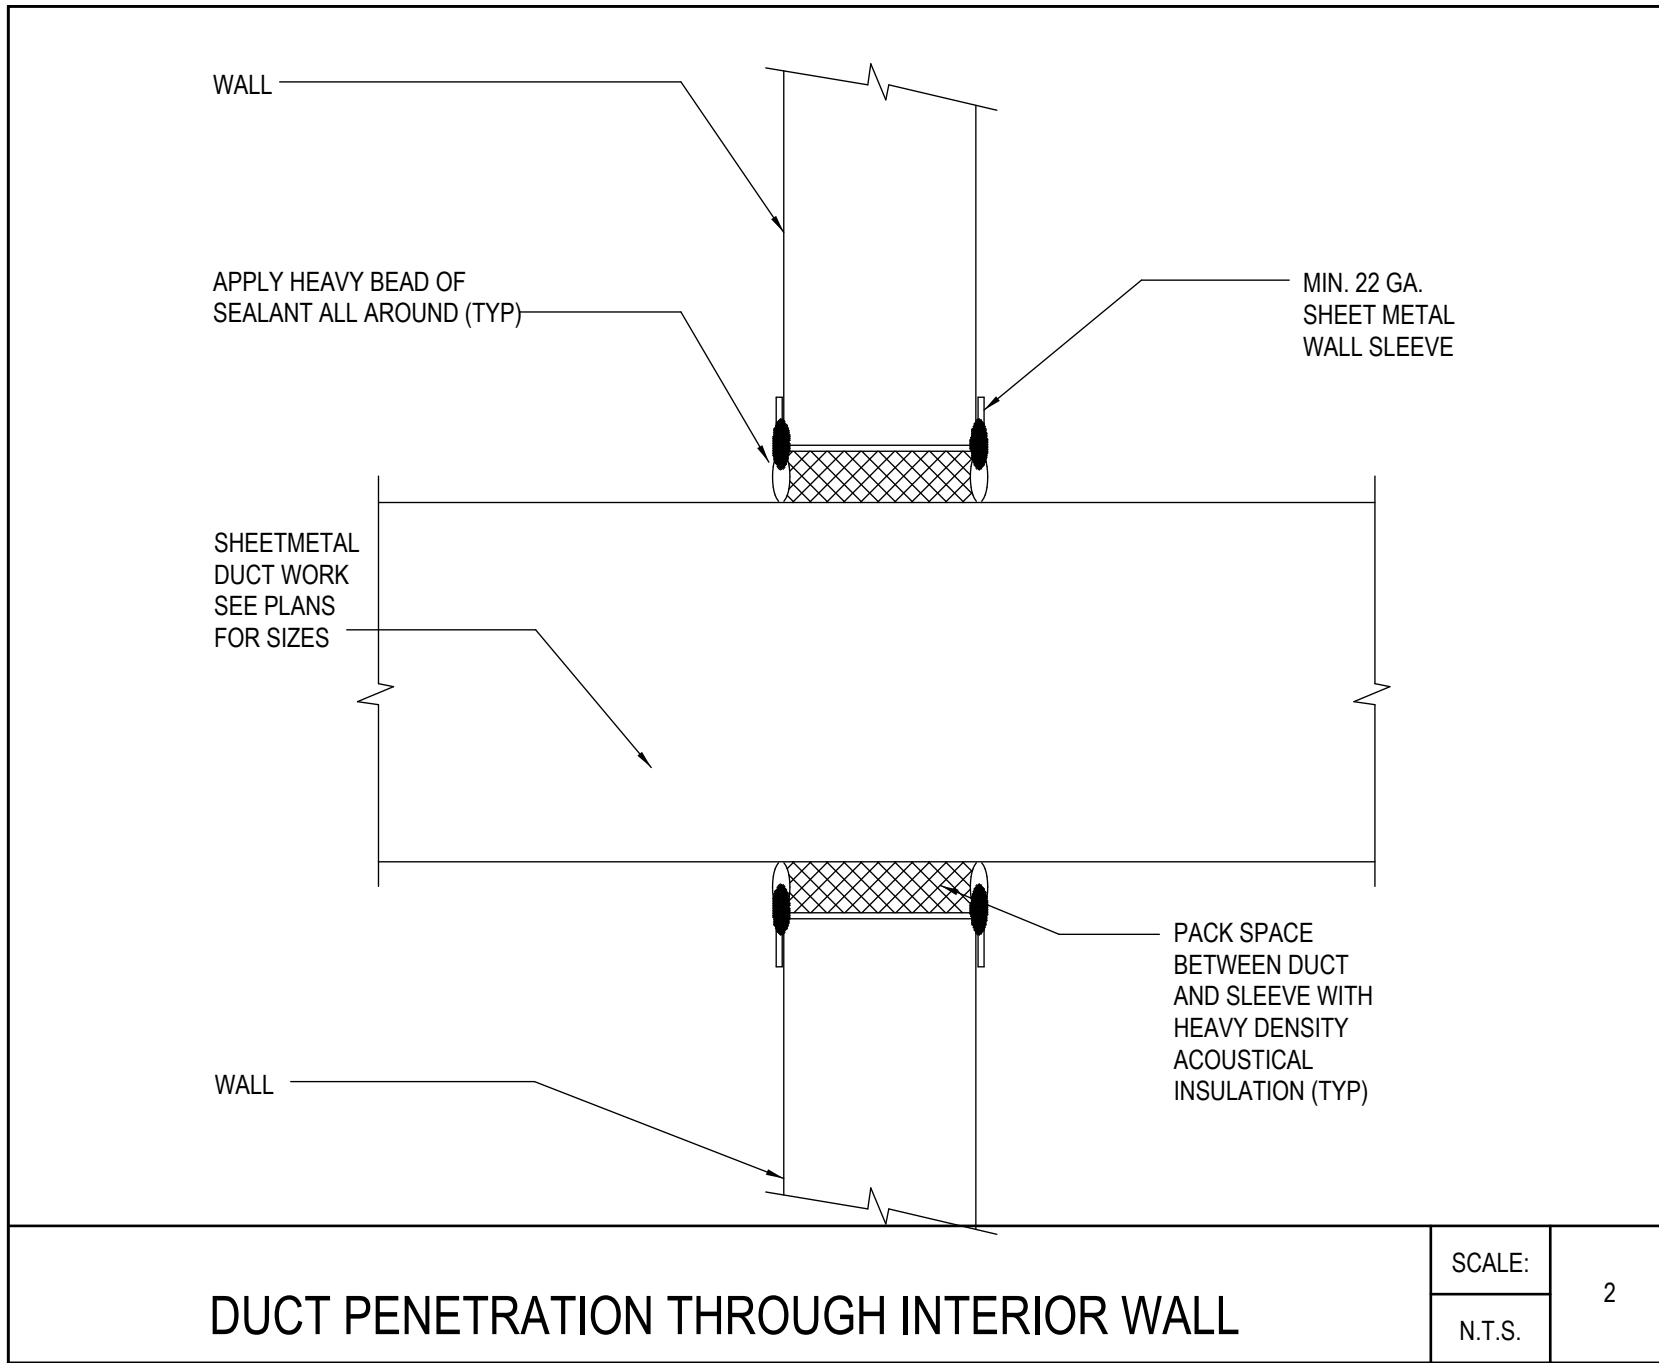 WALL
APPLY HEAVY BEAD OF
SEALANT ALL AROUND (TYP)
MIN. 22 GA.
SHEET METAL
WALL SLEEVE
SHEETMETAL
DUCT WORK
SEE PLANS
FOR SIZES
PACK SPACE
BETWEEN DUCT
AND SLEEVE WITH
HEAVY DENSITY
ACOUSTICAL
INSULATION (TYP)
WALL
DUCT PENETRATION THROUGH INTERIOR WALL
SCALE:
N.T.S.
2